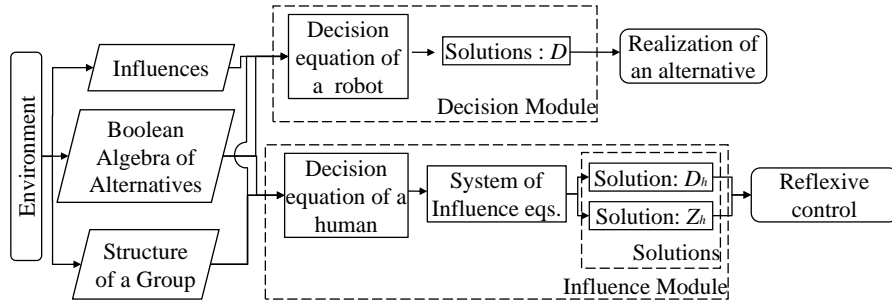 Environment
Influences
Boolean
Algebra of
Alternatives
Structure
of a Group
Decision
equation of
a robot
Solutions : D
Decision Module
Realization of
an alternative
Decision
equation of a
human
System of
Influence eqs.
Solution: Dh
Solution: Zh
Solutions
Influence Module
Reflexive
control